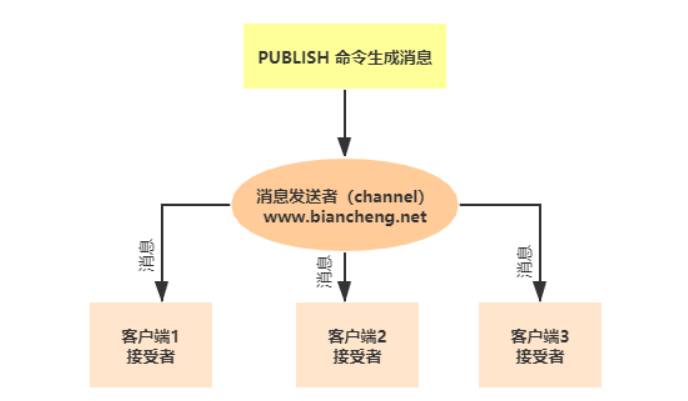 PUBLISH 命令生成消息
消息发送者（channel）
www.biancheng.net
消息
消息
消息
客户端1
接受者
客户端2
接受者
客户端3
接受者